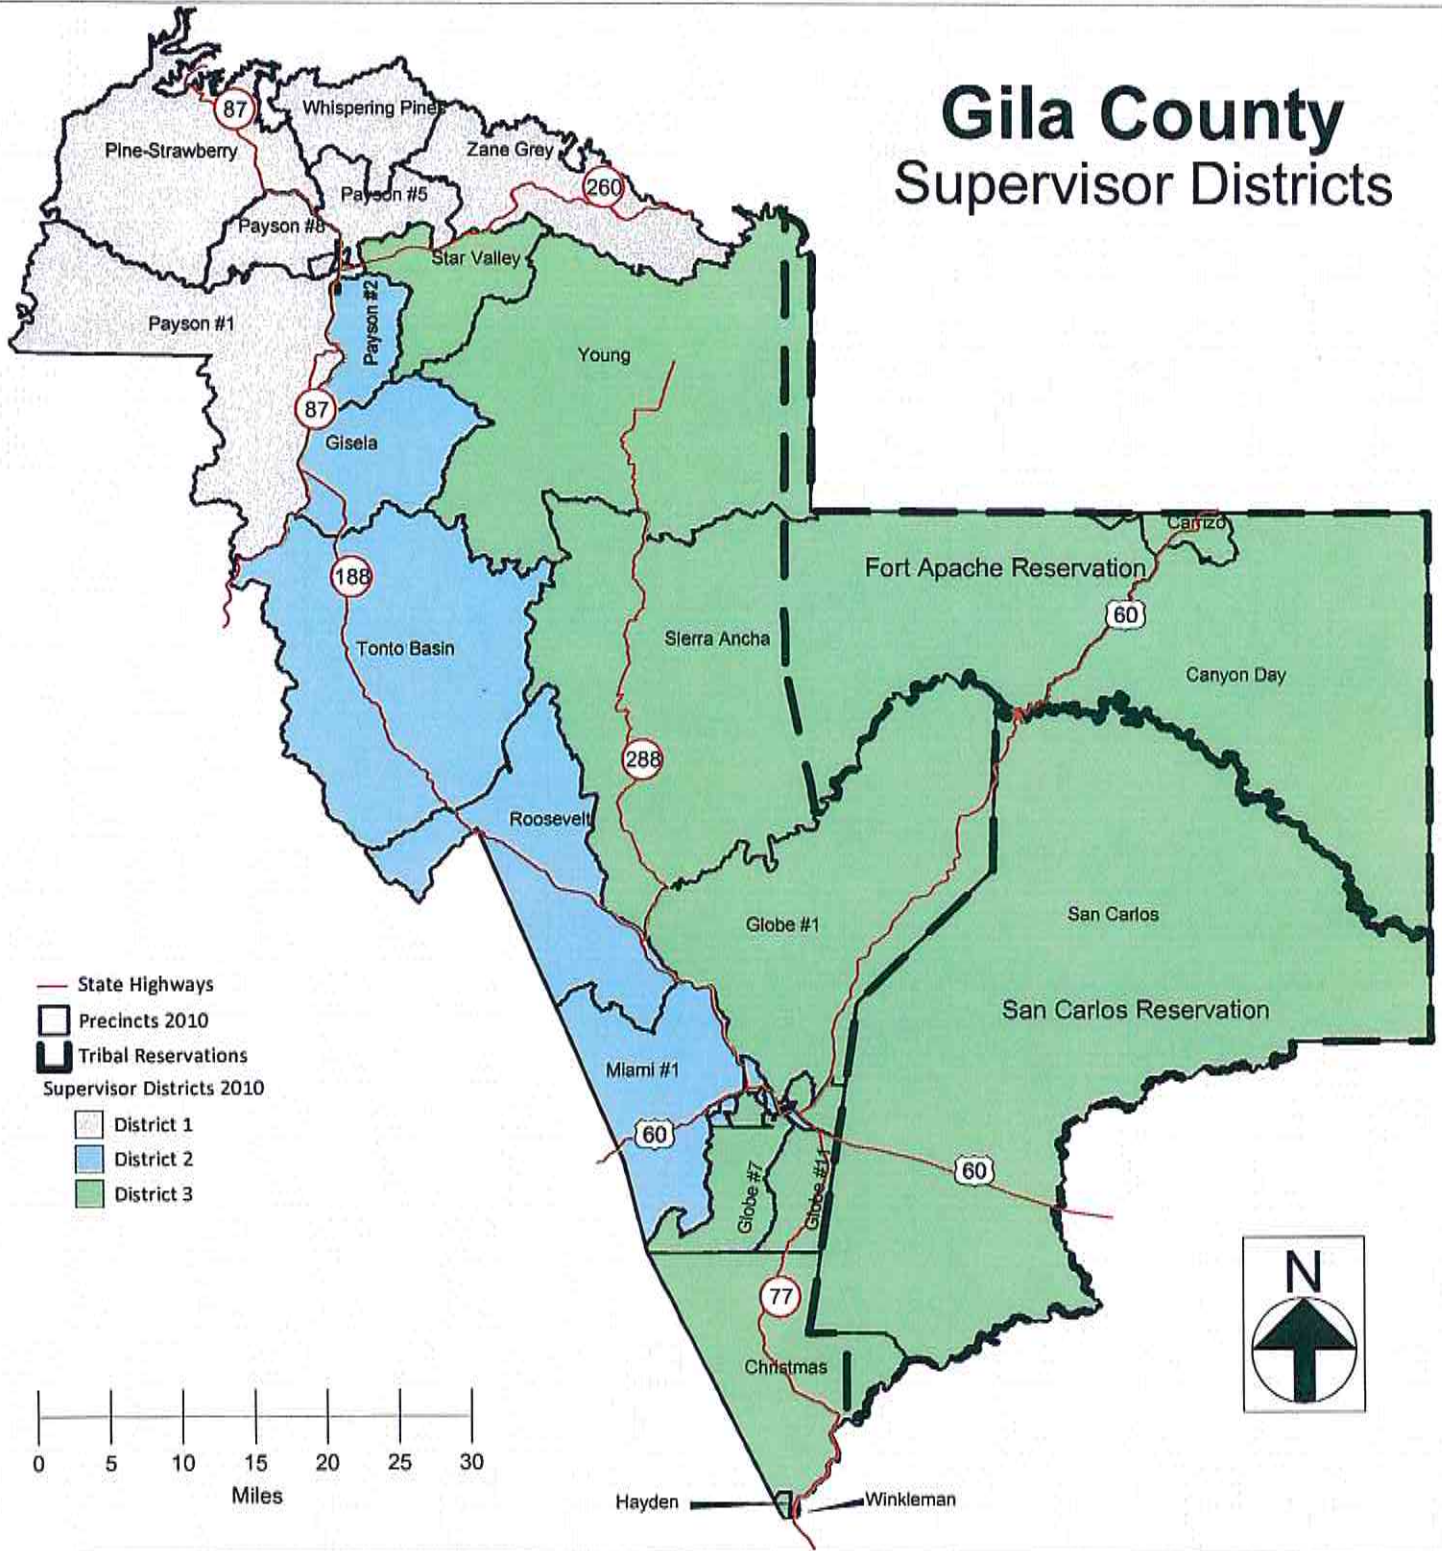 Gila County
Supervisor Districts
87
Whispering Pines
Pine-Strawberry
Zane Grey
260
Payson #5
Payson #8
Star Valley
Payson #2
Payson #1
Young
87
Gisela
Carrizo
Fort Apache Reservation
188
60
Sierra Ancha
Tonto Basin
Canyon Day
288
Roosevelt
San Carlos
Globe #1
State Highways
San Carlos Reservation
Precincts 2010
Tribal Reservations
Miami #1
Supervisor Districts 2010
District 1
60
District 2
60
Globe #7
Globe #11
District 3
N
77
Christmas
0 5 10 15 20 25 30
Miles
Hayden
Winkleman